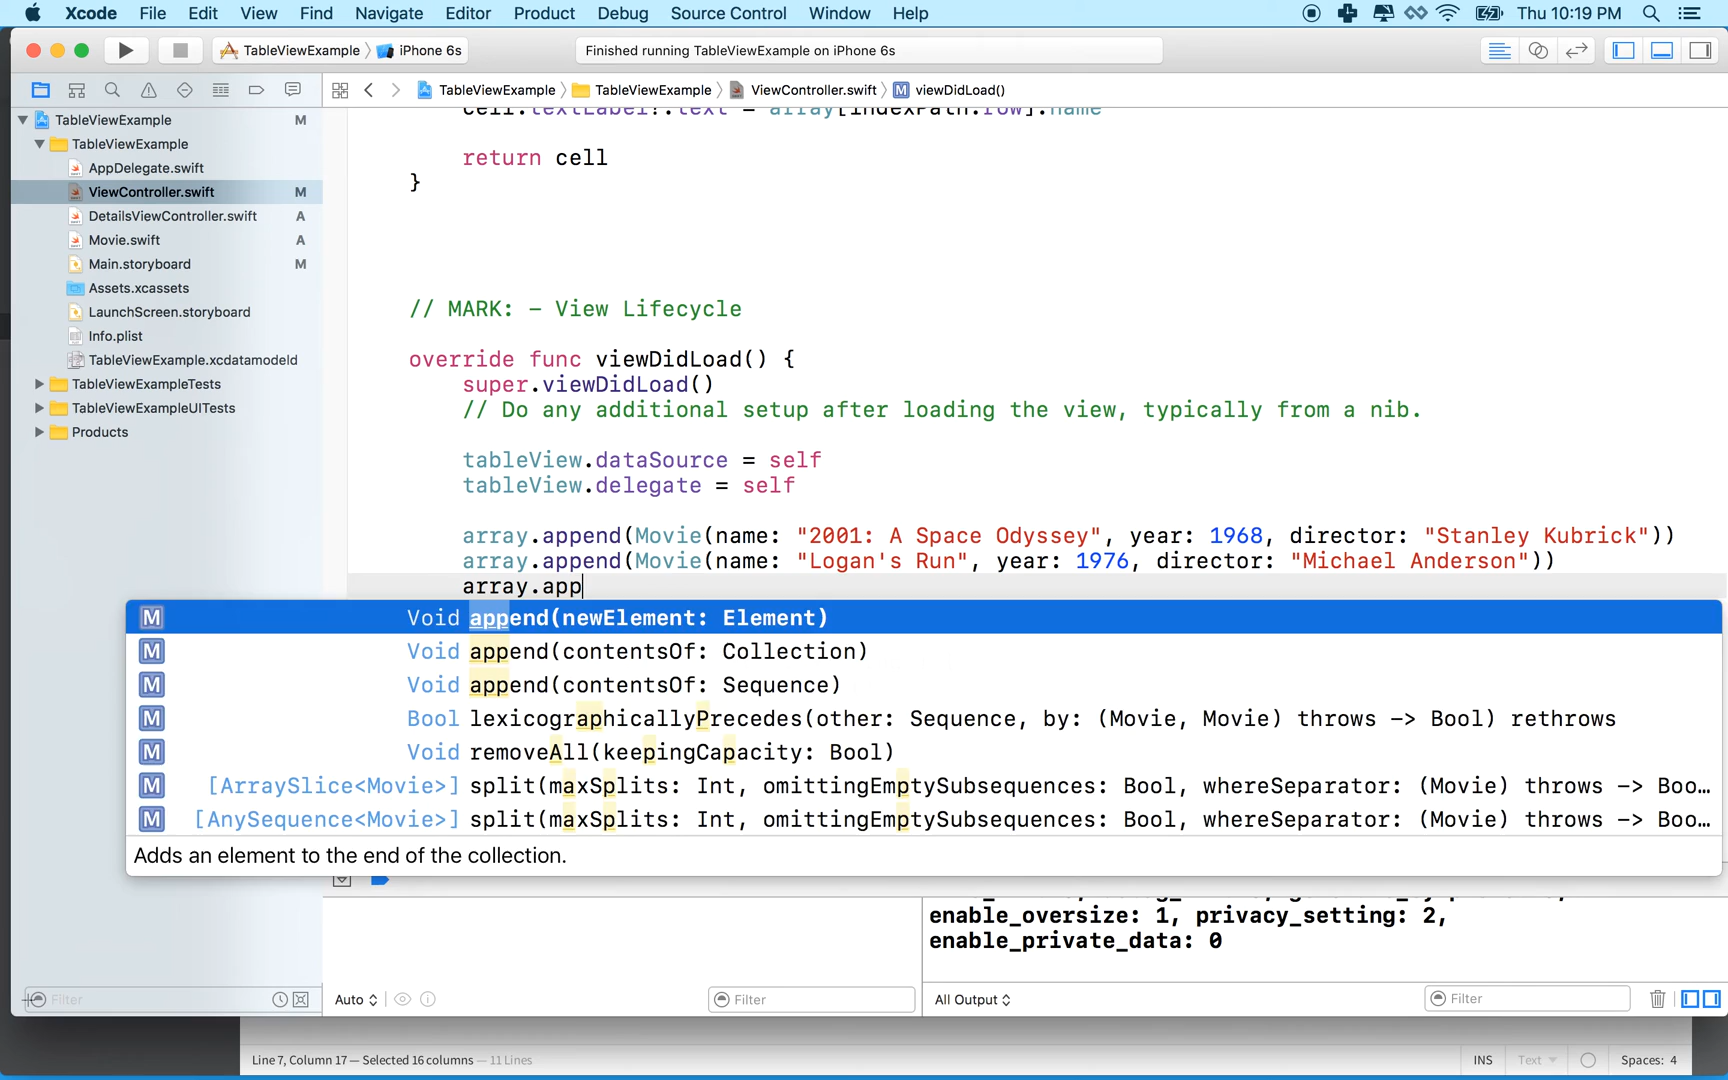 Xcode File Edit View Find Navigate Editor Product Debug Source Control Window Help Thu 10:19 PM
TableViewExample iPhone 6s Finished running TableViewExample on iPhone 6s
TableViewExample TableViewExample ViewController.swift M viewDidLoad()
TableViewExample M
TableViewExample
AppDelegate.swift
ViewController.swift M
DetailsViewController.swift A
Movie.swift A
Main.storyboard M
Assets.xcassets
LaunchScreen.storyboard
Info.plist
TableViewExample.xcdatamodeld
TableViewExampleTests
TableViewExampleUITests
Products
cell.textLabel?.text = array[indexPath.row].name
return cell
}
// MARK: - View Lifecycle
override func viewDidLoad() {
super.viewDidLoad()
// Do any additional setup after loading the view, typically from a nib.
tableView.dataSource = self
tableView.delegate = self
array.append(Movie(name: "2001: A Space Odyssey", year: 1968, director: "Stanley Kubrick"))
array.append(Movie(name: "Logan's Run", year: 1976, director: "Michael Anderson"))
array.app
M Void append(newElement: Element)
M Void append(contentsOf: Collection)
M Void append(contentsOf: Sequence)
M Bool lexicographicallyPrecedes(other: Sequence, by: (Movie, Movie) throws -> Bool) rethrows
M Void removeAll(keepingCapacity: Bool)
M [ArraySlice<Movie>] split(maxSplits: Int, omittingEmptySubsequences: Bool, whereSeparator: (Movie) throws -> Boo...
M [AnySequence<Movie>] split(maxSplits: Int, omittingEmptySubsequences: Bool, whereSeparator: (Movie) throws -> Boo...
Adds an element to the end of the collection.
enable_oversize: 1, privacy_setting: 2,
enable_private_data: 0
Filter Auto Filter All Output Filter
Line 7, Column 17 — Selected 16 columns — 11 Lines INS Text Spaces: 4